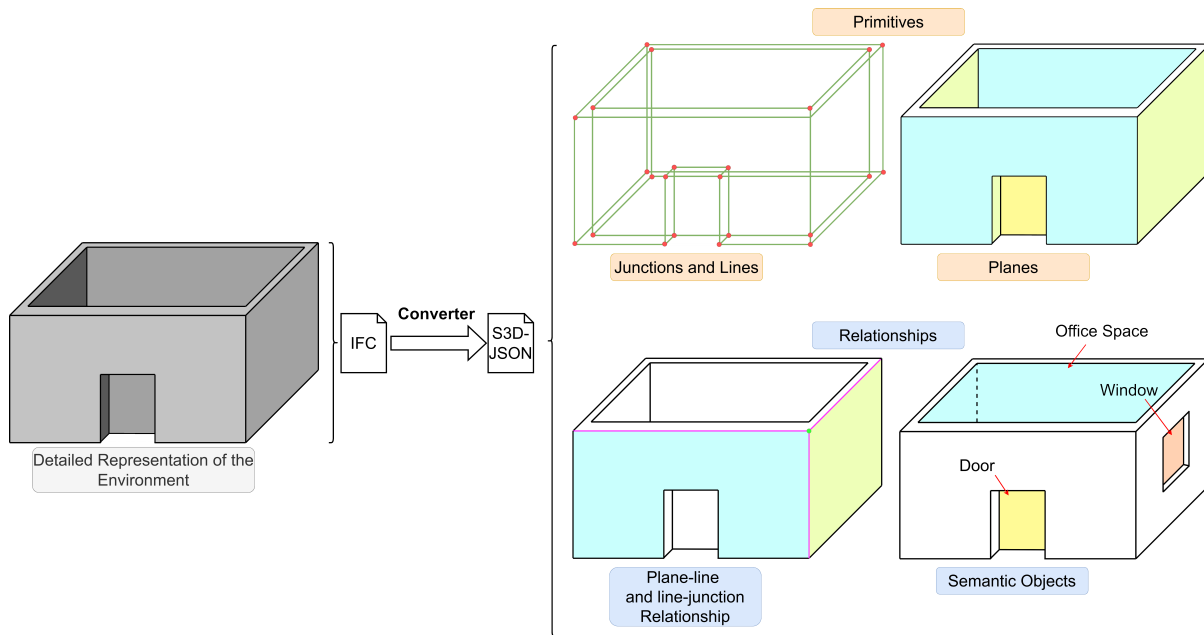 Primitives
Junctions and Lines
Planes
Detailed Representation of the
Environment
IFC
Converter
S3D-
JSON
Relationships
Office Space
Window
Door
Plane-line
and line-junction
Relationship
Semantic Objects